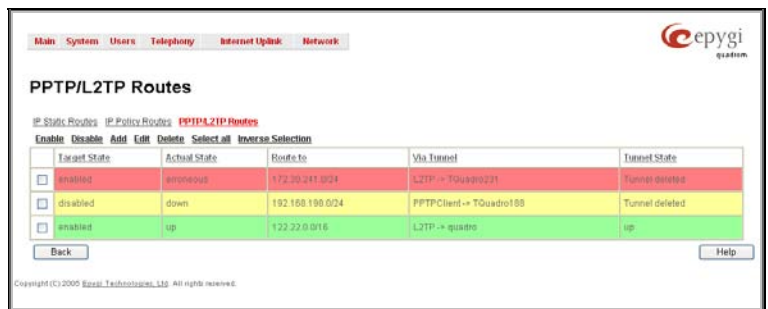 Main System Users Telephony Internet Uplink Network
epygi
quadrom
PPTP/L2TP Routes
IP Static Routes IP Policy Routes PPTP/L2TP Routes
Enable Disable Add Edit Delete Select all Inverse Selection
Target State Actual State Route to Via Tunnel Tunnel State
enabled erroneous 172.30.241.0/24 L2TP -> TQuadro231 Tunnel deleted
disabled down 192.168.198.0/24 PPTPClient-> TQuadro188 Tunnel deleted
enabled up 122.22.0.0/16 L2TP -> quadro up
Back Help
Copyright (C) 2005 Epygi Technologies, Ltd. All rights reserved.